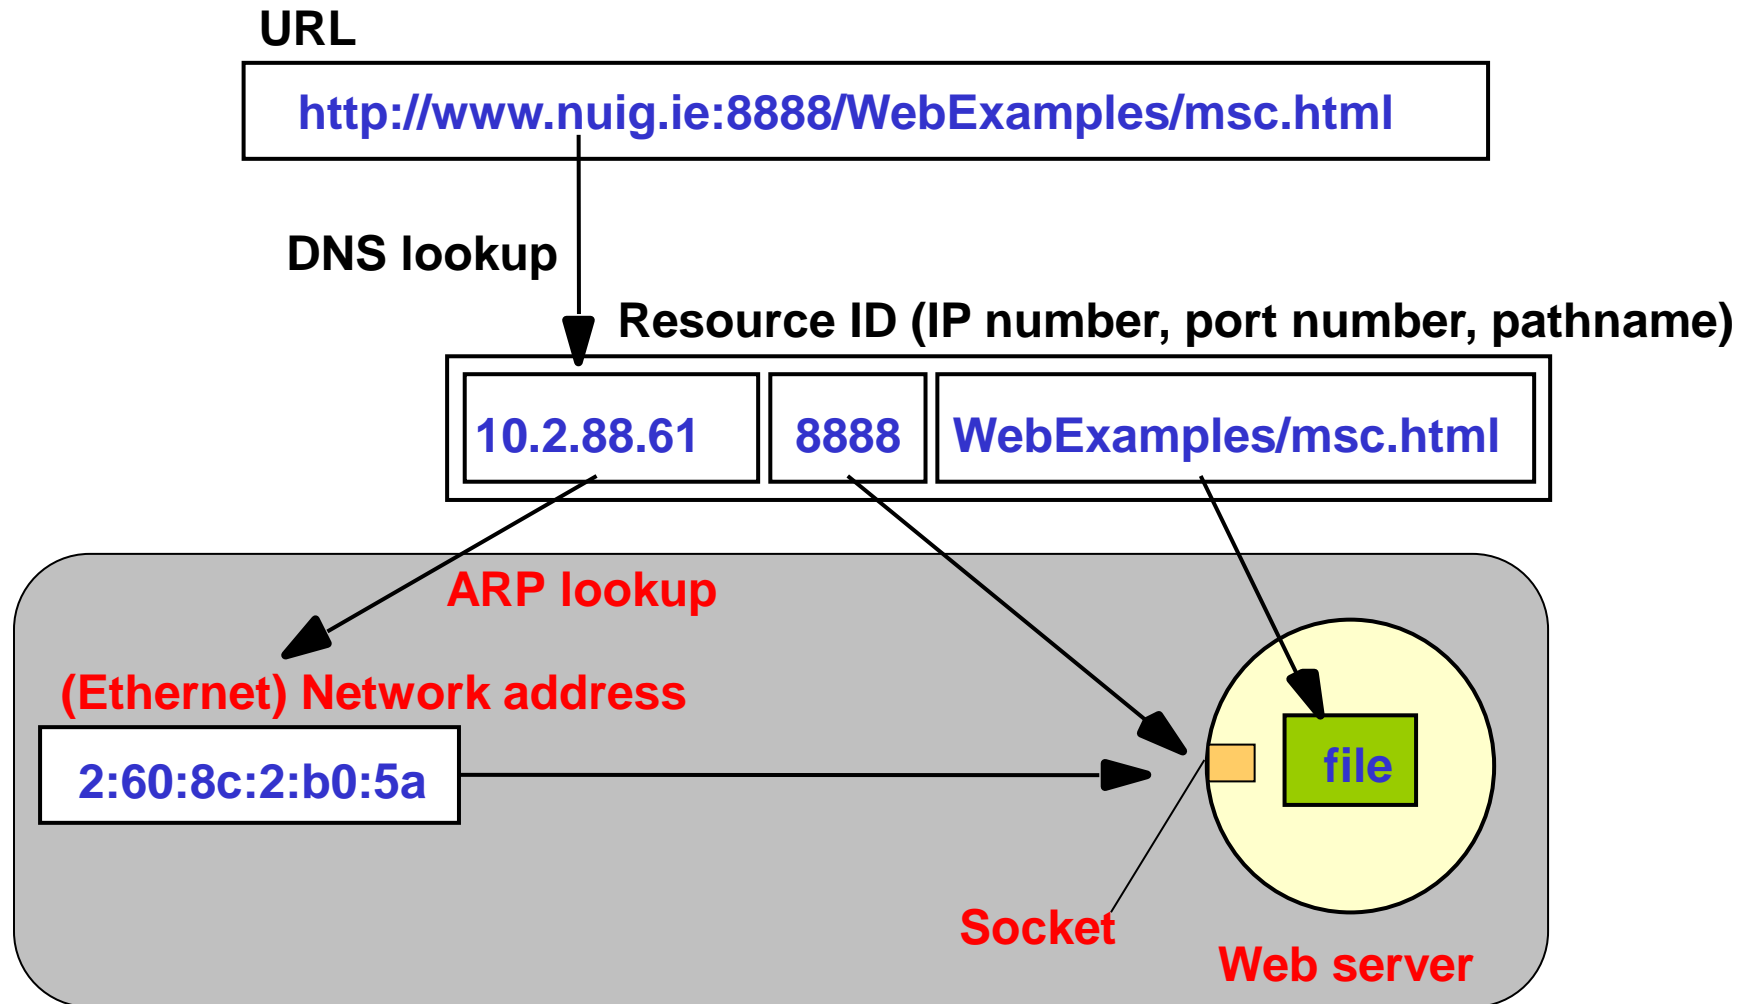 URL
http://www.nuig.ie:8888/WebExamples/msc.html
DNS lookup
Resource ID (IP number, port number, pathname)
10.2.88.61
8888
WebExamples/msc.html
ARP lookup
(Ethernet) Network address
2:60:8c:2:b0:5a
file
Socket
Web server